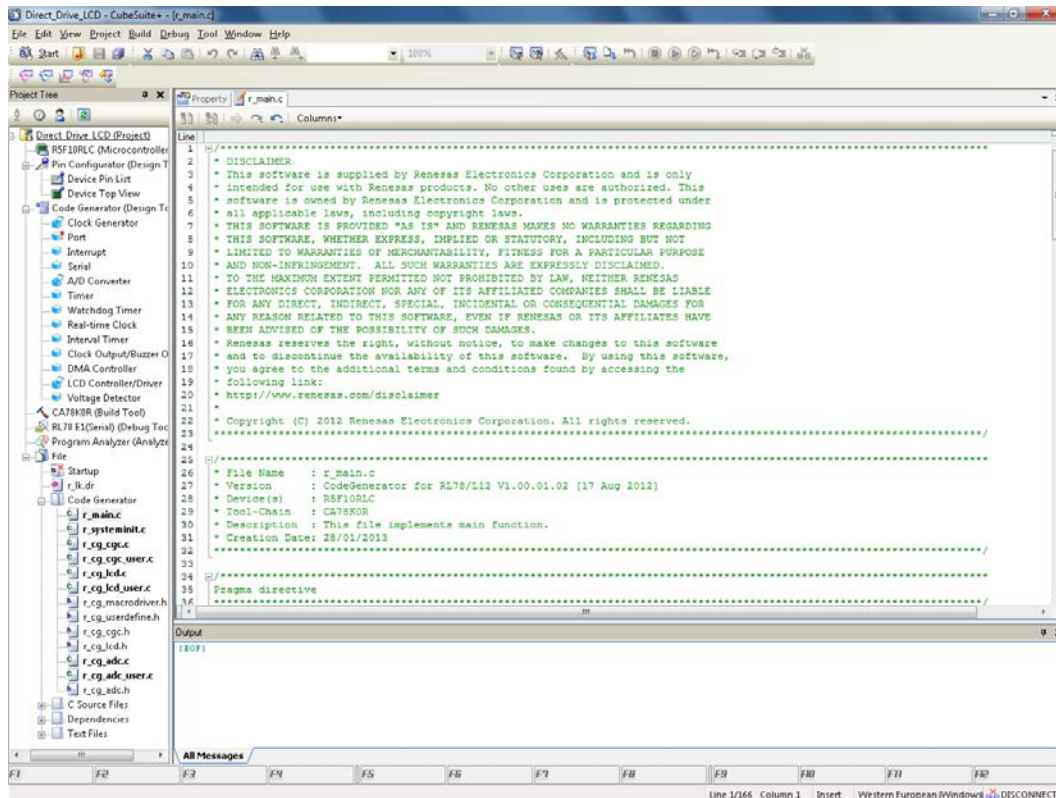 Direct_Drive_LCD - CubeSuite+ - [r_main.c]
File Edit View Project Build Debug Tool Window Help
Start 100%
Project Tree
Direct_Drive_LCD (Project)
R5F10RLC (Microcontroller
Pin Configurator (Design T
Device Pin List
Device Top View
Code Generator (Design To
Clock Generator
Port
Interrupt
Serial
A/D Converter
Timer
Watchdog Timer
Real-time Clock
Interval Timer
Clock Output/Buzzer O
DMA Controller
LCD Controller/Driver
Voltage Detector
CA78K0R (Build Tool)
RL78 E1(Serial) (Debug Too
Program Analyzer (Analyze
File
Startup
r_lk.dr
Code Generator
r_main.c
r_systeminit.c
r_cg_cgc.c
r_cg_cgc_user.c
r_cg_lcd.c
r_cg_lcd_user.c
r_cg_macrodriver.h
r_cg_userdefine.h
r_cg_cgc.h
r_cg_lcd.h
r_cg_adc.c
r_cg_adc_user.c
r_cg_adc.h
C Source Files
Dependencies
Text Files
Property r_main.c
Columns
Line
1 /***********************************************************************
2 * DISCLAIMER
3 * This software is supplied by Renesas Electronics Corporation and is only
4 * intended for use with Renesas products. No other uses are authorized. This
5 * software is owned by Renesas Electronics Corporation and is protected under
6 * all applicable laws, including copyright laws.
7 * THIS SOFTWARE IS PROVIDED "AS IS" AND RENESAS MAKES NO WARRANTIES REGARDING
8 * THIS SOFTWARE, WHETHER EXPRESS, IMPLIED OR STATUTORY, INCLUDING BUT NOT
9 * LIMITED TO WARRANTIES OF MERCHANTABILITY, FITNESS FOR A PARTICULAR PURPOSE
10 * AND NON-INFRINGEMENT. ALL SUCH WARRANTIES ARE EXPRESSLY DISCLAIMED.
11 * TO THE MAXIMUM EXTENT PERMITTED NOT PROHIBITED BY LAW, NEITHER RENESAS
12 * ELECTRONICS CORPORATION NOR ANY OF ITS AFFILIATED COMPANIES SHALL BE LIABLE
13 * FOR ANY DIRECT, INDIRECT, SPECIAL, INCIDENTAL OR CONSEQUENTIAL DAMAGES FOR
14 * ANY REASON RELATED TO THIS SOFTWARE, EVEN IF RENESAS OR ITS AFFILIATES HAVE
15 * BEEN ADVISED OF THE POSSIBILITY OF SUCH DAMAGES.
16 * Renesas reserves the right, without notice, to make changes to this software
17 * and to discontinue the availability of this software. By using this software,
18 * you agree to the additional terms and conditions found by accessing the
19 * following link:
20 * http://www.renesas.com/disclaimer
21 *
22 * Copyright (C) 2012 Renesas Electronics Corporation. All rights reserved.
23 ***********************************************************************/
24
25 /***********************************************************************
26 * File Name : r_main.c
27 * Version : CodeGenerator for RL78/L12 V1.00.01.02 [17 Aug 2012]
28 * Device(s) : R5F10RLC
29 * Tool-Chain : CA78K0R
30 * Description : This file implements main function.
31 * Creation Date: 28/01/2013
32 ***********************************************************************/
33
34 /***********************************************************************
35 Pragma directive
36 ***********************************************************************/
Output
[EOF]
All Messages
F1 F2 F3 F4 F5 F6 F7 F8 F9 F10 F11 F12
Line 1/166 Column 1 Insert Western European (Windows) DISCONNECT